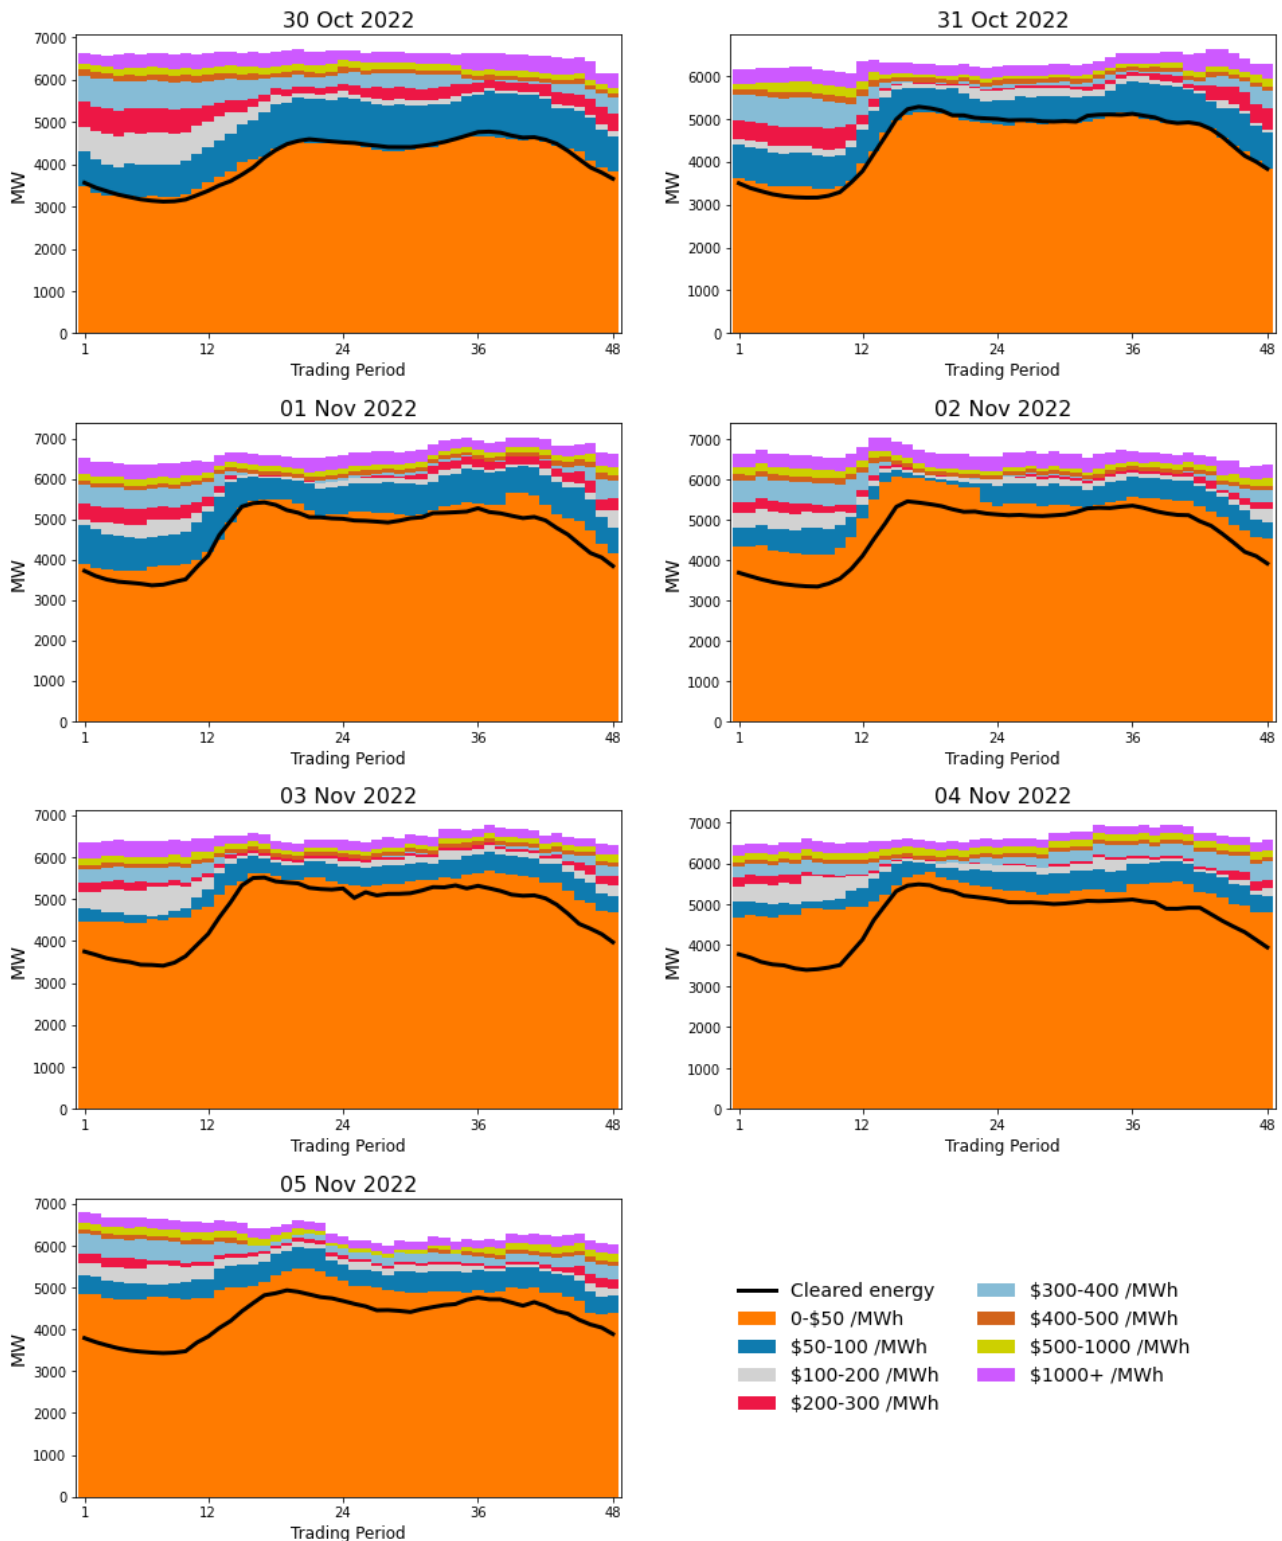 30 Oct 2022
7000
6000
5000
4000
3000
2000
1000
0
MW
1 12 24 36 48
Trading Period
31 Oct 2022
6000
5000
4000
3000
2000
1000
0
MW
1 12 24 36 48
Trading Period
01 Nov 2022
7000
6000
5000
4000
3000
2000
1000
0
MW
1 12 24 36 48
Trading Period
02 Nov 2022
7000
6000
5000
4000
3000
2000
1000
0
MW
1 12 24 36 48
Trading Period
03 Nov 2022
7000
6000
5000
4000
3000
2000
1000
0
MW
1 12 24 36 48
Trading Period
04 Nov 2022
7000
6000
5000
4000
3000
2000
1000
0
MW
1 12 24 36 48
Trading Period
05 Nov 2022
7000
6000
5000
4000
3000
2000
1000
0
MW
1 12 24 36 48
Trading Period
Cleared energy
0-$50 /MWh
$50-100 /MWh
$100-200 /MWh
$200-300 /MWh
$300-400 /MWh
$400-500 /MWh
$500-1000 /MWh
$1000+ /MWh